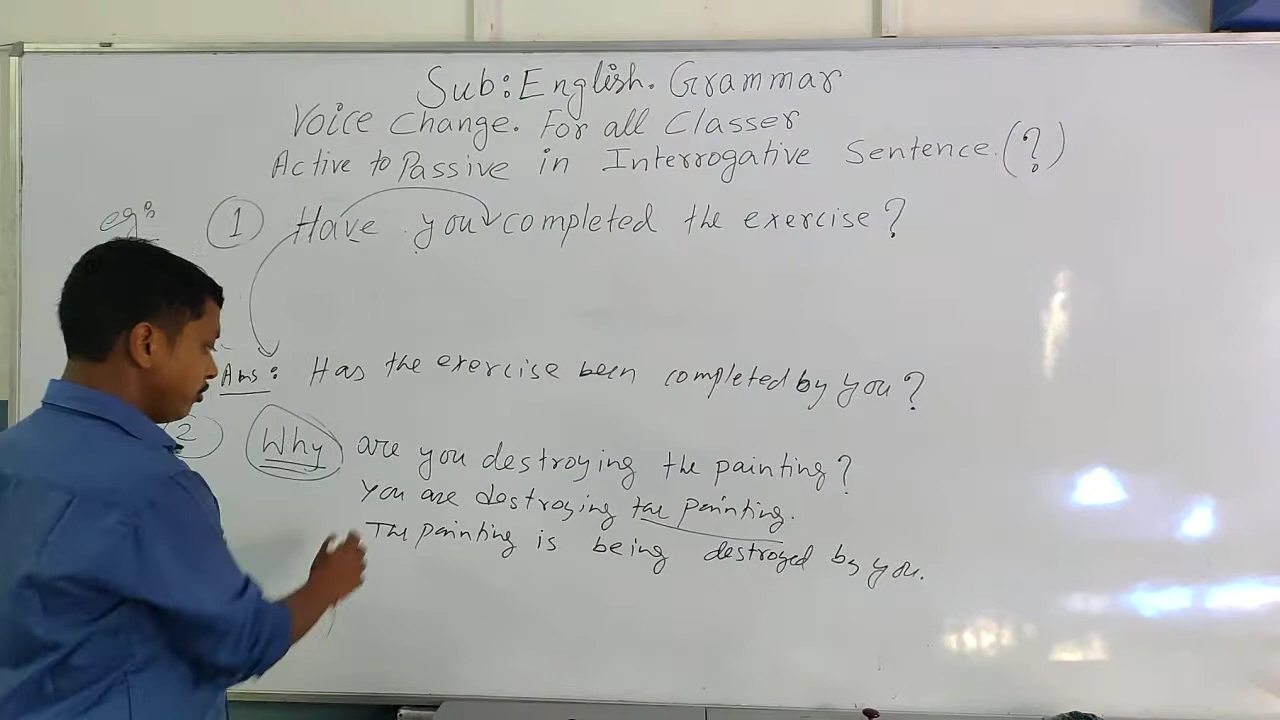 Sub: English. Grammar
Voice Change. For all Classer
Active to Passive in Interrogative Sentence. (?)
eg: 1 Have you completed the exercise?
Ans: Has the exercise been completed by you?
2 Why are you destroying the painting?
You are destroying the painting.
The painting is being destroyed by you.